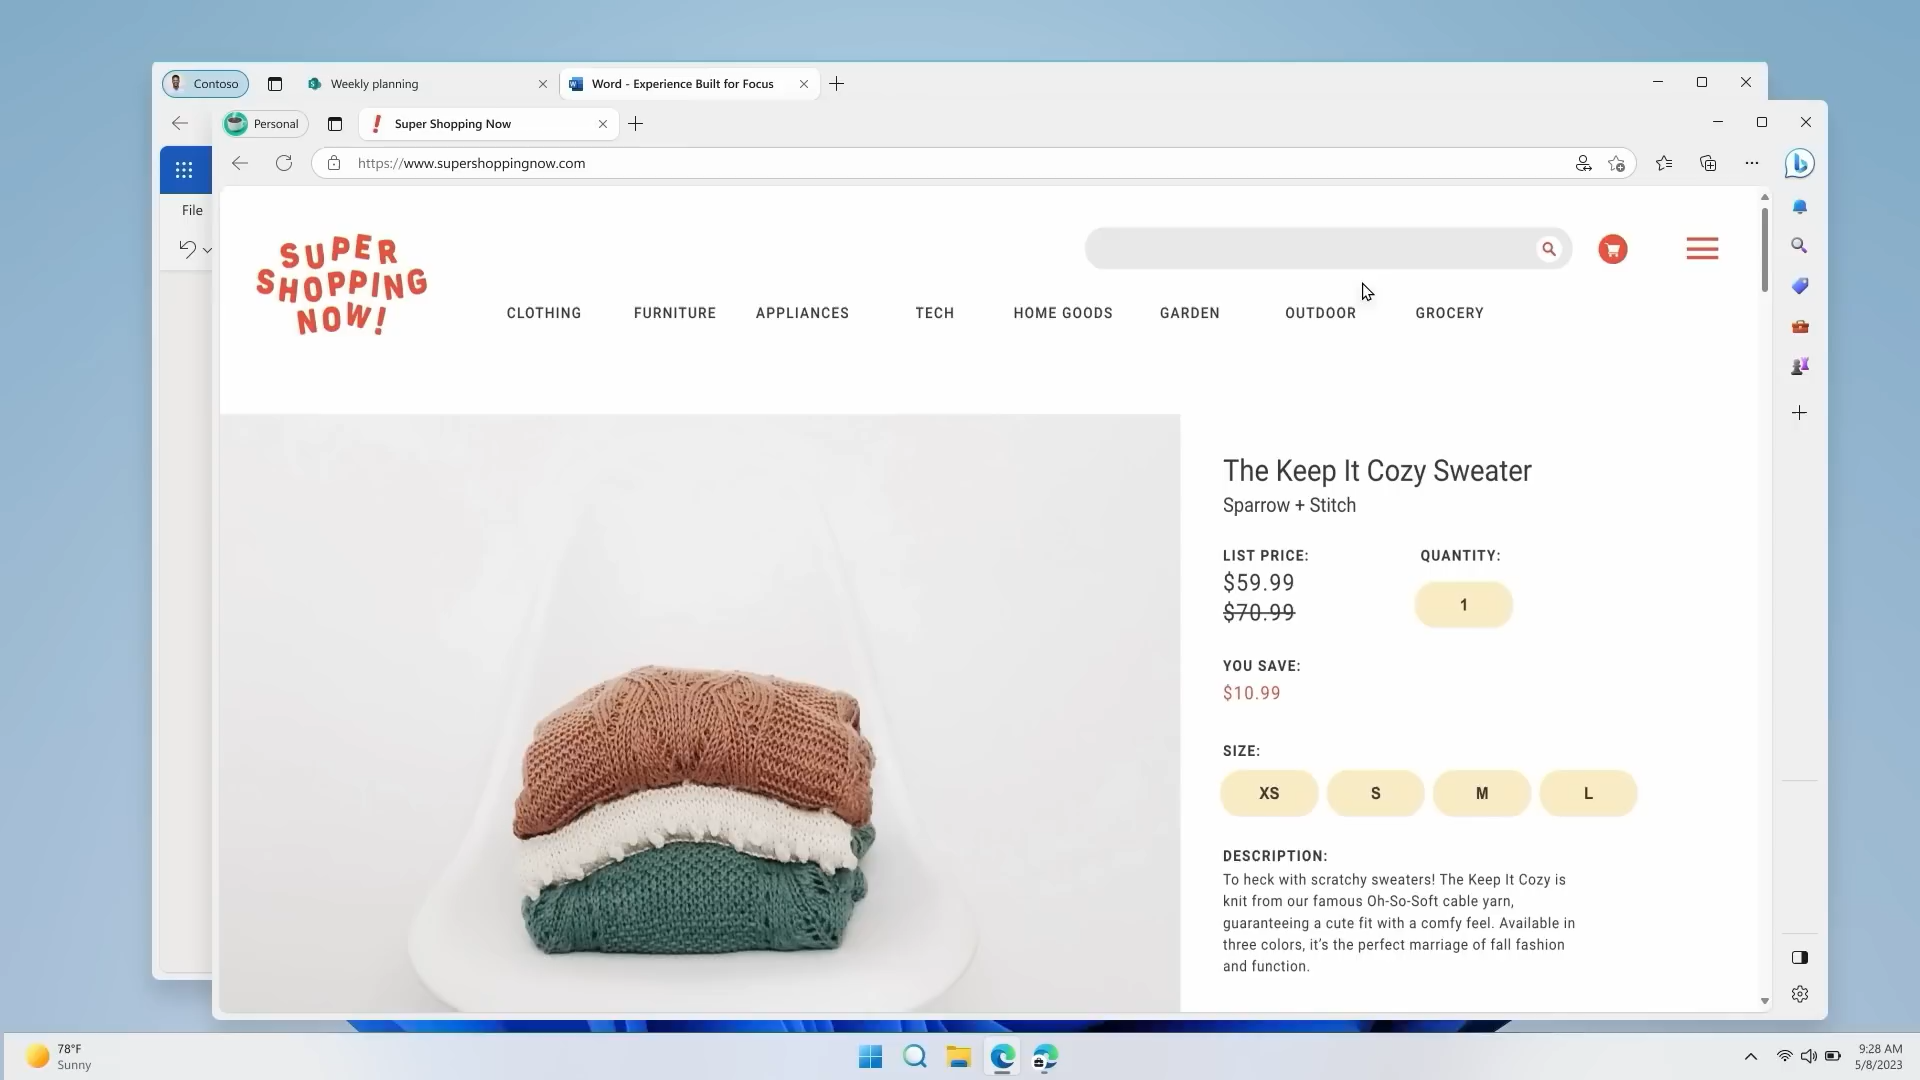 Contoso
Weekly planning
Word - Experience Built for Focus
Personal
Super Shopping Now
https://www.supershoppingnow.com
File
SUPER
SHOPPING
NOW!
CLOTHING
FURNITURE
APPLIANCES
TECH
HOME GOODS
GARDEN
OUTDOOR
GROCERY
The Keep It Cozy Sweater
Sparrow + Stitch
LIST PRICE:
$59.99
$70.99
QUANTITY:
1
YOU SAVE:
$10.99
SIZE:
XS
S
M
L
DESCRIPTION:
To heck with scratchy sweaters! The Keep It Cozy is
knit from our famous Oh-So-Soft cable yarn,
guaranteeing a cute fit with a comfy feel. Available in
three colors, it's the perfect marriage of fall fashion
and function.
78°F
Sunny
9:28 AM
5/8/2023